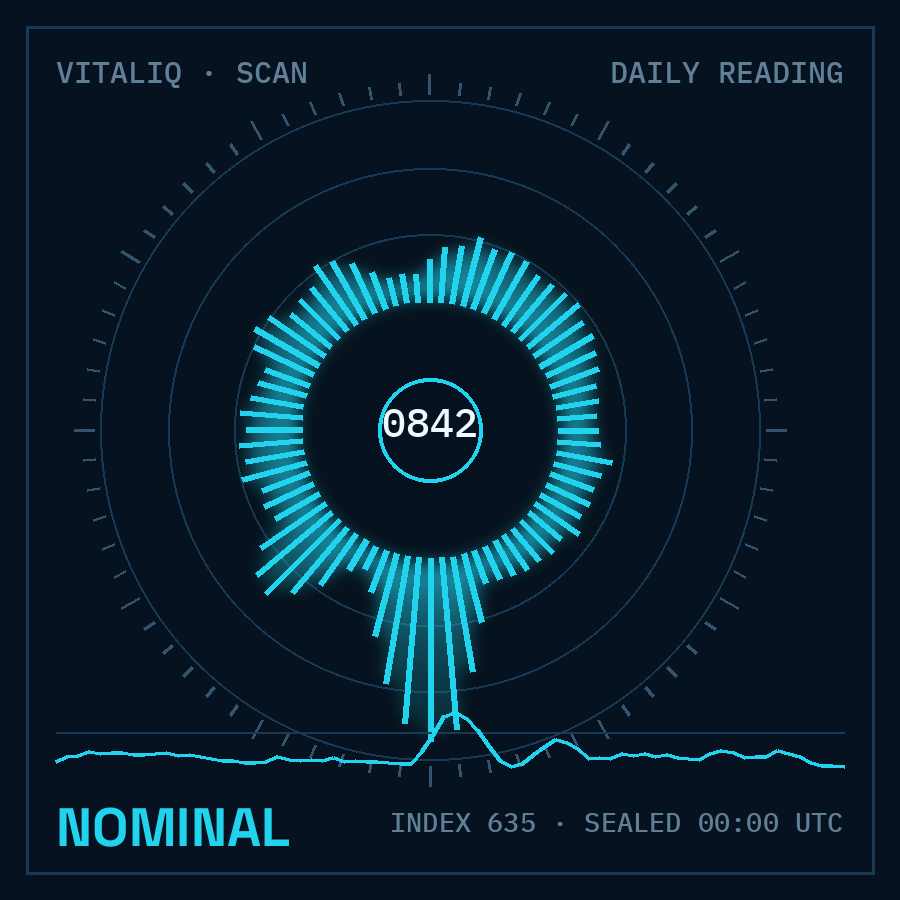 VITALIQ · SCAN
DAILY READING
0842
NOMINAL
INDEX 635 · SEALED 00:00 UTC